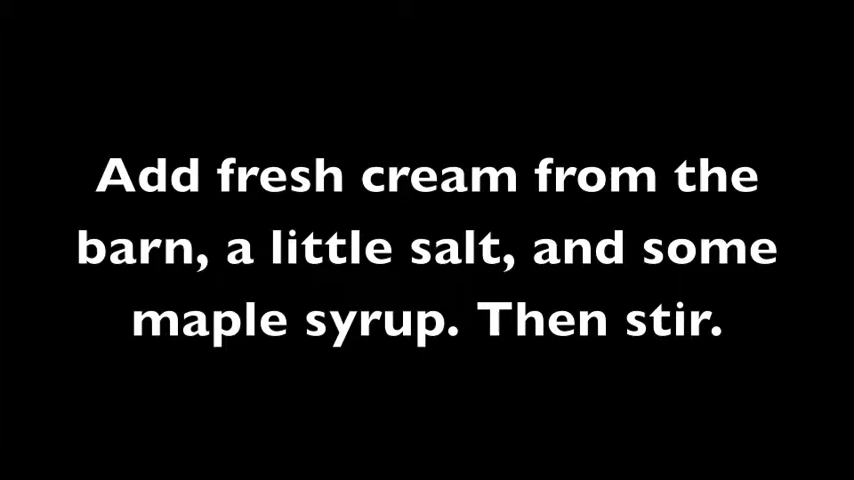 Add fresh cream from the
barn, a little salt, and some
maple syrup. Then stir.